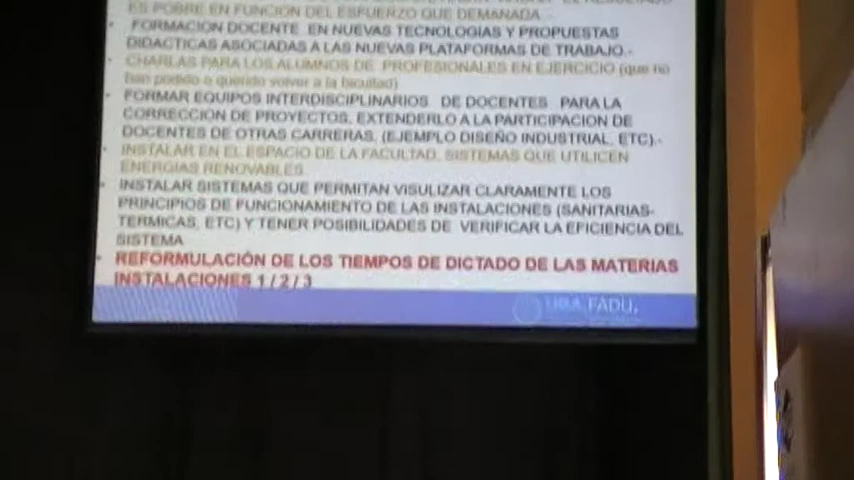 ES POBRE EN FUNCION DEL ESFUERZO QUE DEMANADA.-
• FORMACION DOCENTE EN NUEVAS TECNOLOGIAS Y PROPUESTAS
DIDACTICAS ASOCIADAS A LAS NUEVAS PLATAFORMAS DE TRABAJO.-
• CHARLAS PARA LOS ALUMNOS DE PROFESIONALES EN EJERCICIO (que no
han podido o querido volver a la facultad)
• FORMAR EQUIPOS INTERDISCIPLINARIOS DE DOCENTES PARA LA
CORRECCION DE PROYECTOS, EXTENDERLO A LA PARTICIPACION DE
DOCENTES DE OTRAS CARRERAS, (EJEMPLO DISEÑO INDUSTRIAL, ETC).-
• INSTALAR EN EL ESPACIO DE LA FACULTAD, SISTEMAS QUE UTILICEN
ENERGIAS RENOVABLES
• INSTALAR SISTEMAS QUE PERMITAN VISULIZAR CLARAMENTE LOS
PRINCIPIOS DE FUNCIONAMIENTO DE LAS INSTALACIONES (SANITARIAS-
TERMICAS, ETC) Y TENER POSIBILIDADES DE VERIFICAR LA EFICIENCIA DEL
SISTEMA
• REFORMULACIÓN DE LOS TIEMPOS DE DICTADO DE LAS MATERIAS
INSTALACIONES 1 / 2 / 3
UBA, FADU,